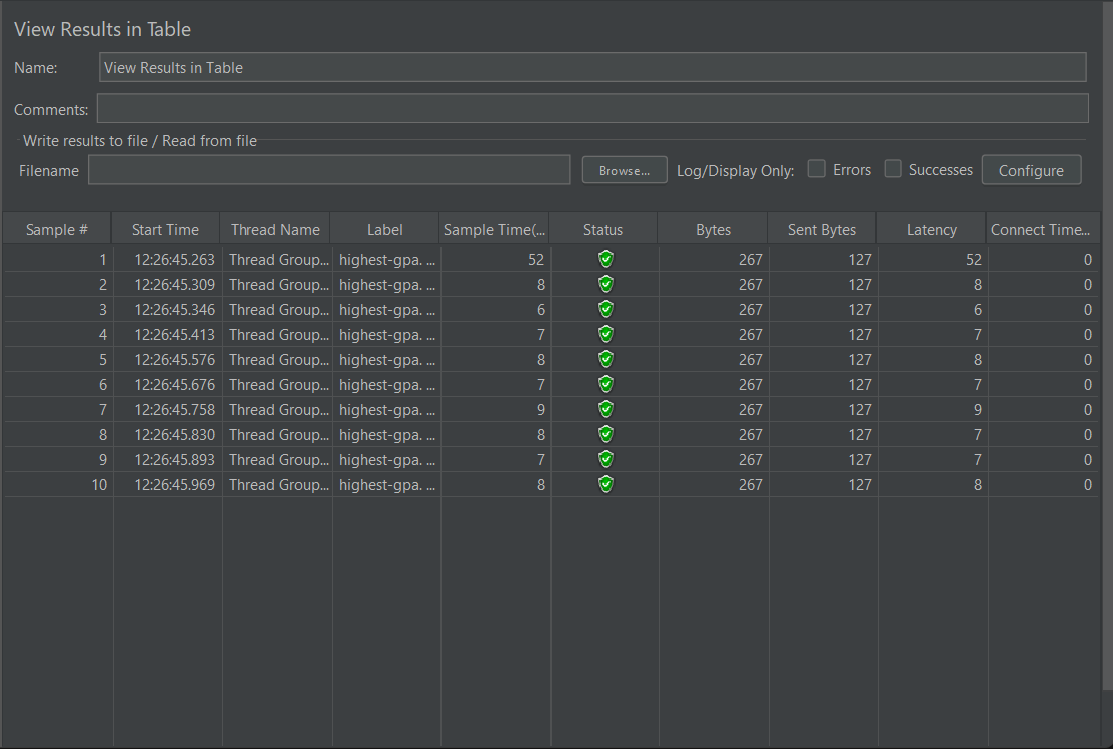 View Results in Table
Name: View Results in Table
Comments:
Write results to file / Read from file
Filename Browse... Log/Display Only: Errors Successes Configure
Sample # Start Time Thread Name Label Sample Time(... Status Bytes Sent Bytes Latency Connect Time...
1 12:26:45.263 Thread Group... highest-gpa. ... 52 267 127 52 0
2 12:26:45.309 Thread Group... highest-gpa. ... 8 267 127 8 0
3 12:26:45.346 Thread Group... highest-gpa. ... 6 267 127 6 0
4 12:26:45.413 Thread Group... highest-gpa. ... 7 267 127 7 0
5 12:26:45.576 Thread Group... highest-gpa. ... 8 267 127 8 0
6 12:26:45.676 Thread Group... highest-gpa. ... 7 267 127 7 0
7 12:26:45.758 Thread Group... highest-gpa. ... 9 267 127 9 0
8 12:26:45.830 Thread Group... highest-gpa. ... 8 267 127 7 0
9 12:26:45.893 Thread Group... highest-gpa. ... 7 267 127 7 0
10 12:26:45.969 Thread Group... highest-gpa. ... 8 267 127 8 0